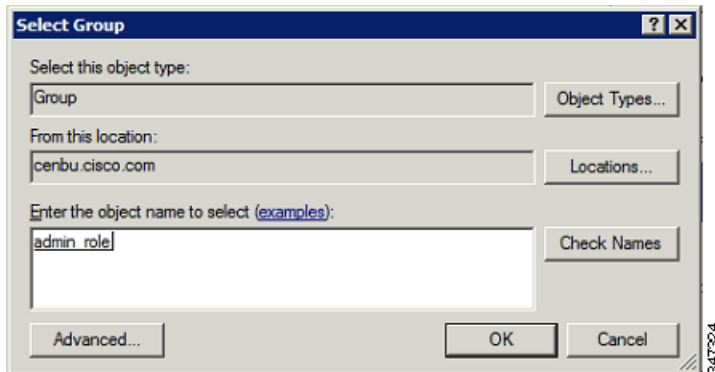 Select Group
Select this object type:
Group
Object Types...
From this location:
cenbu.cisco.com
Locations...
Enter the object name to select (examples):
admin_role
Check Names
Advanced...
OK
Cancel
347324